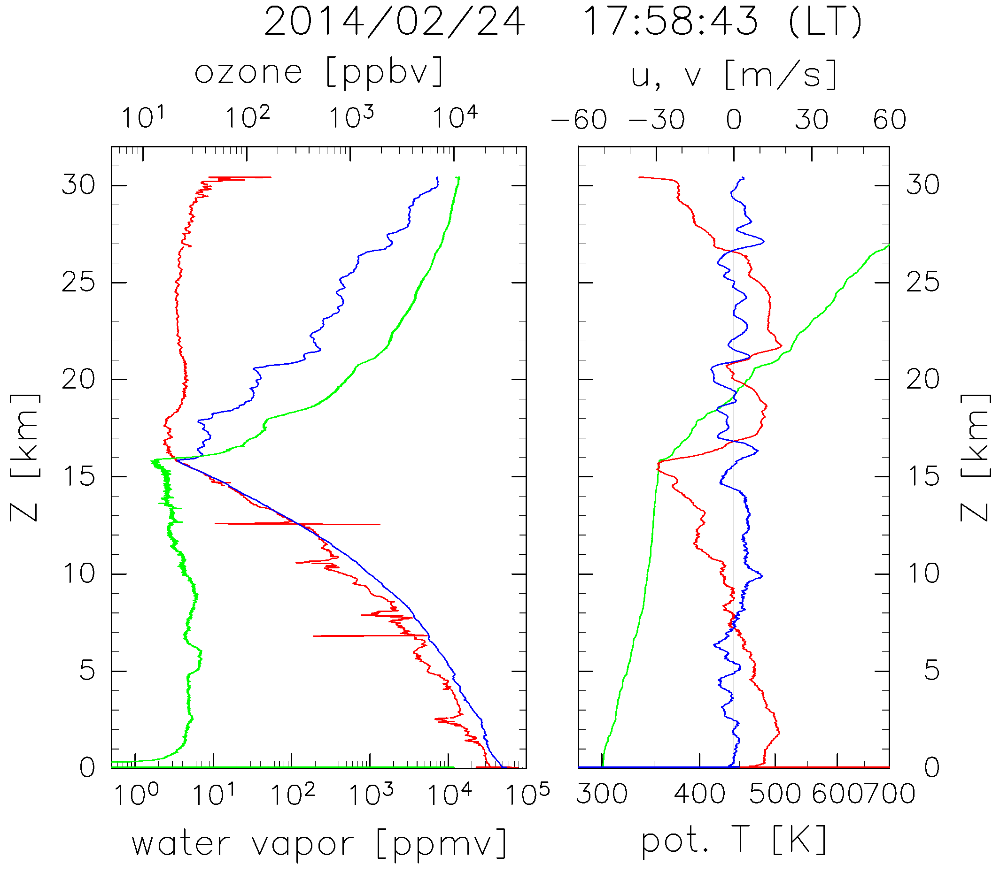 2014/02/24 17:58:43 (LT)
ozone [ppbv]
u, v [m/s]
10¹ 10² 10³ 10⁴
−60 −30 0 30 60
30 30
25 25
20 20
15 15
10 10
5 5
0 0
Z [km]
Z [km]
10⁰ 10¹ 10² 10³ 10⁴ 10⁵
300 400 500 600 700
water vapor [ppmv]
pot. T [K]